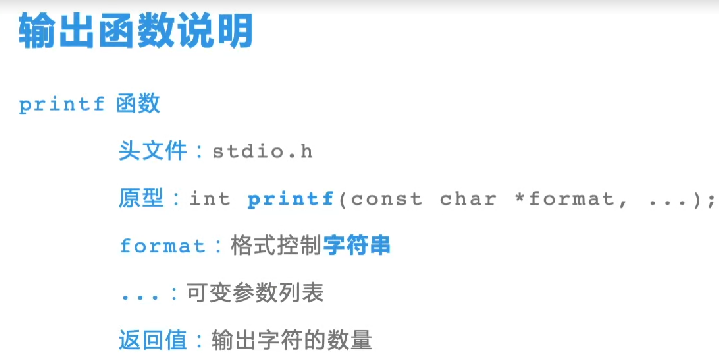 输出函数说明
printf 函数
头文件：stdio.h
原型：int printf(const char *format, ...);
format：格式控制字符串
...：可变参数列表
返回值：输出字符的数量